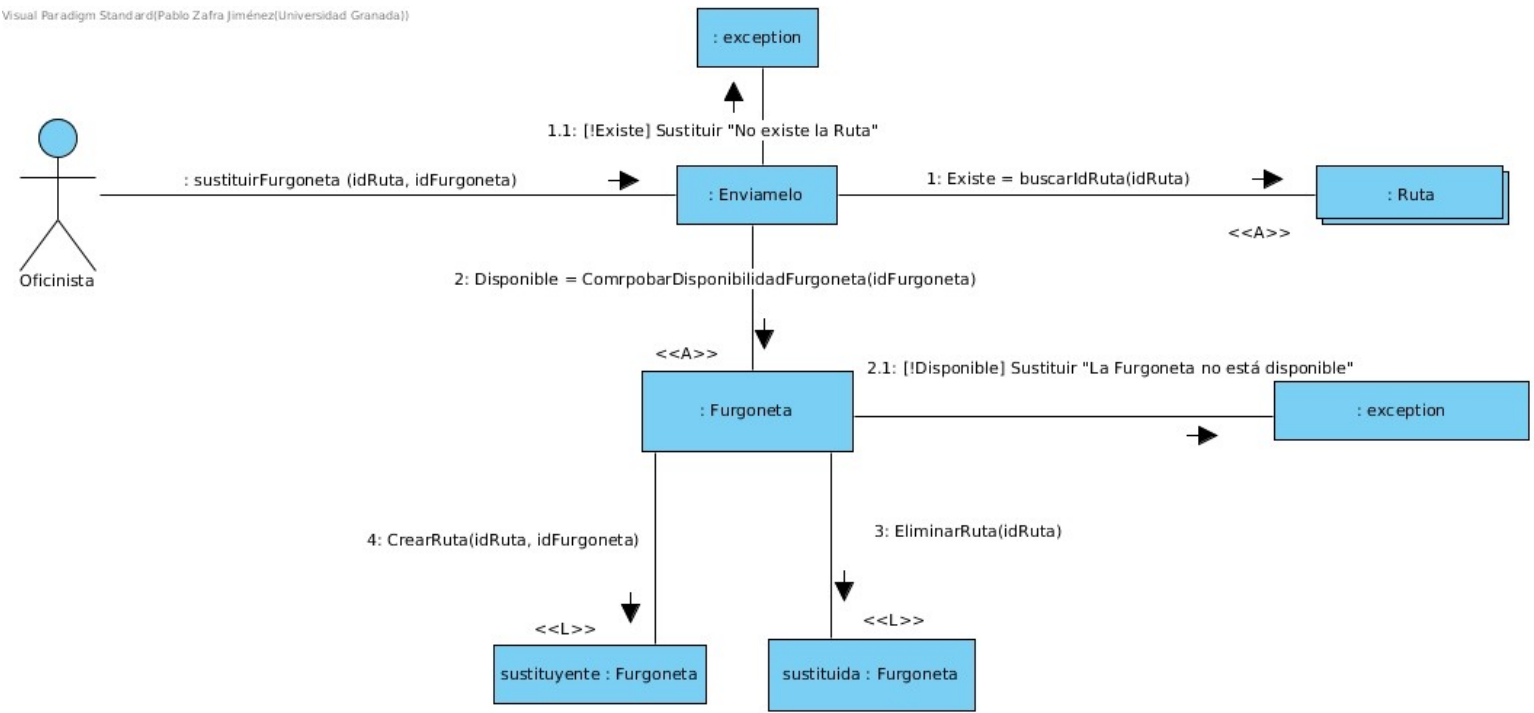 Visual Paradigm Standard(Pablo Zafra Jiménez(Universidad Granada))
: exception
1.1: [!Existe] Sustituir "No existe la Ruta"
: sustituirFurgoneta (idRuta, idFurgoneta)
: Enviamelo
1: Existe = buscarIdRuta(idRuta)
: Ruta
<<A>>
Oficinista
2: Disponible = ComrpobarDisponibilidadFurgoneta(idFurgoneta)
<<A>>
2.1: [!Disponible] Sustituir "La Furgoneta no está disponible"
: Furgoneta
: exception
4: CrearRuta(idRuta, idFurgoneta)
3: EliminarRuta(idRuta)
<<L>>
<<L>>
sustituyente : Furgoneta
sustituida : Furgoneta